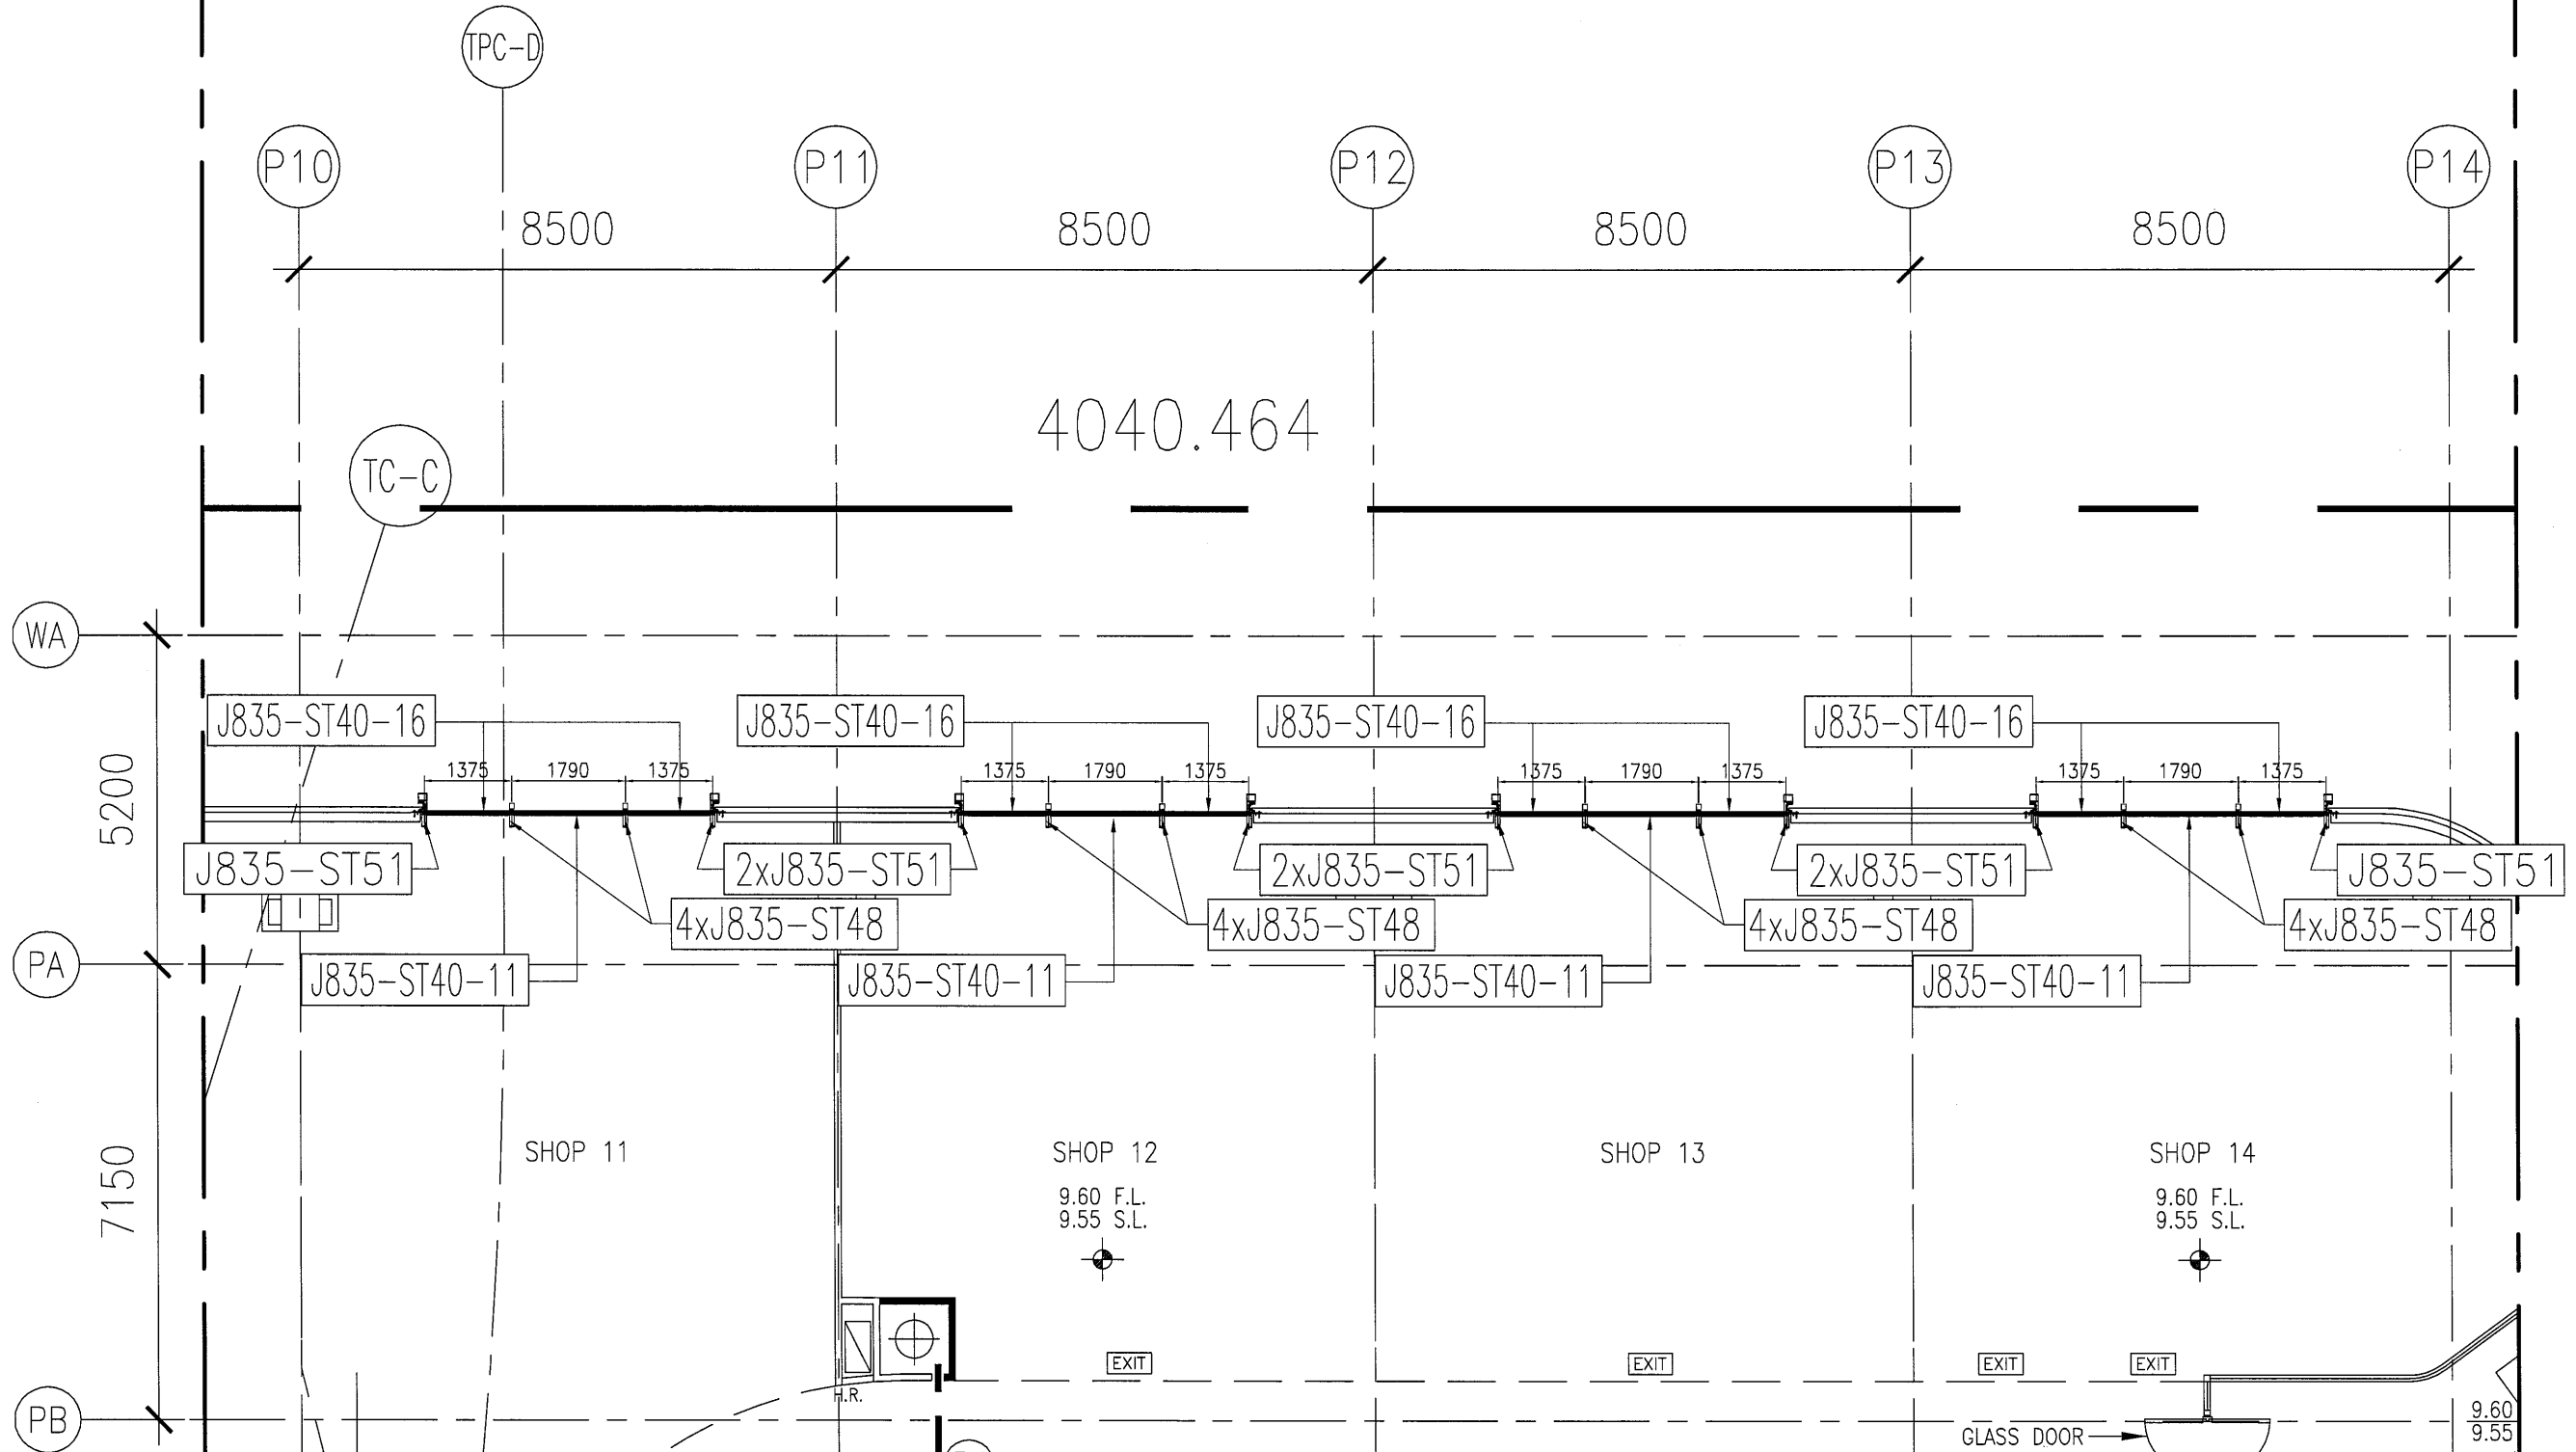 TPC-D
P10
P11
P12
P13
P14
8500
8500
8500
8500
4040.464
TC-C
WA
J835-ST40-16
J835-ST40-16
J835-ST40-16
J835-ST40-16
5200
1375
1790
1375
1375
1790
1375
1375
1790
1375
1375
1790
1375
J835-ST51
2xJ835-ST51
2xJ835-ST51
2xJ835-ST51
J835-ST51
4xJ835-ST48
4xJ835-ST48
4xJ835-ST48
4xJ835-ST48
PA
J835-ST40-11
J835-ST40-11
J835-ST40-11
J835-ST40-11
7150
SHOP 11
SHOP 12
SHOP 13
SHOP 14
9.60 F.L.
9.55 S.L.
9.60 F.L.
9.55 S.L.
EXIT
EXIT
EXIT
EXIT
H.R.
PB
9.60
9.55
GLASS DOOR